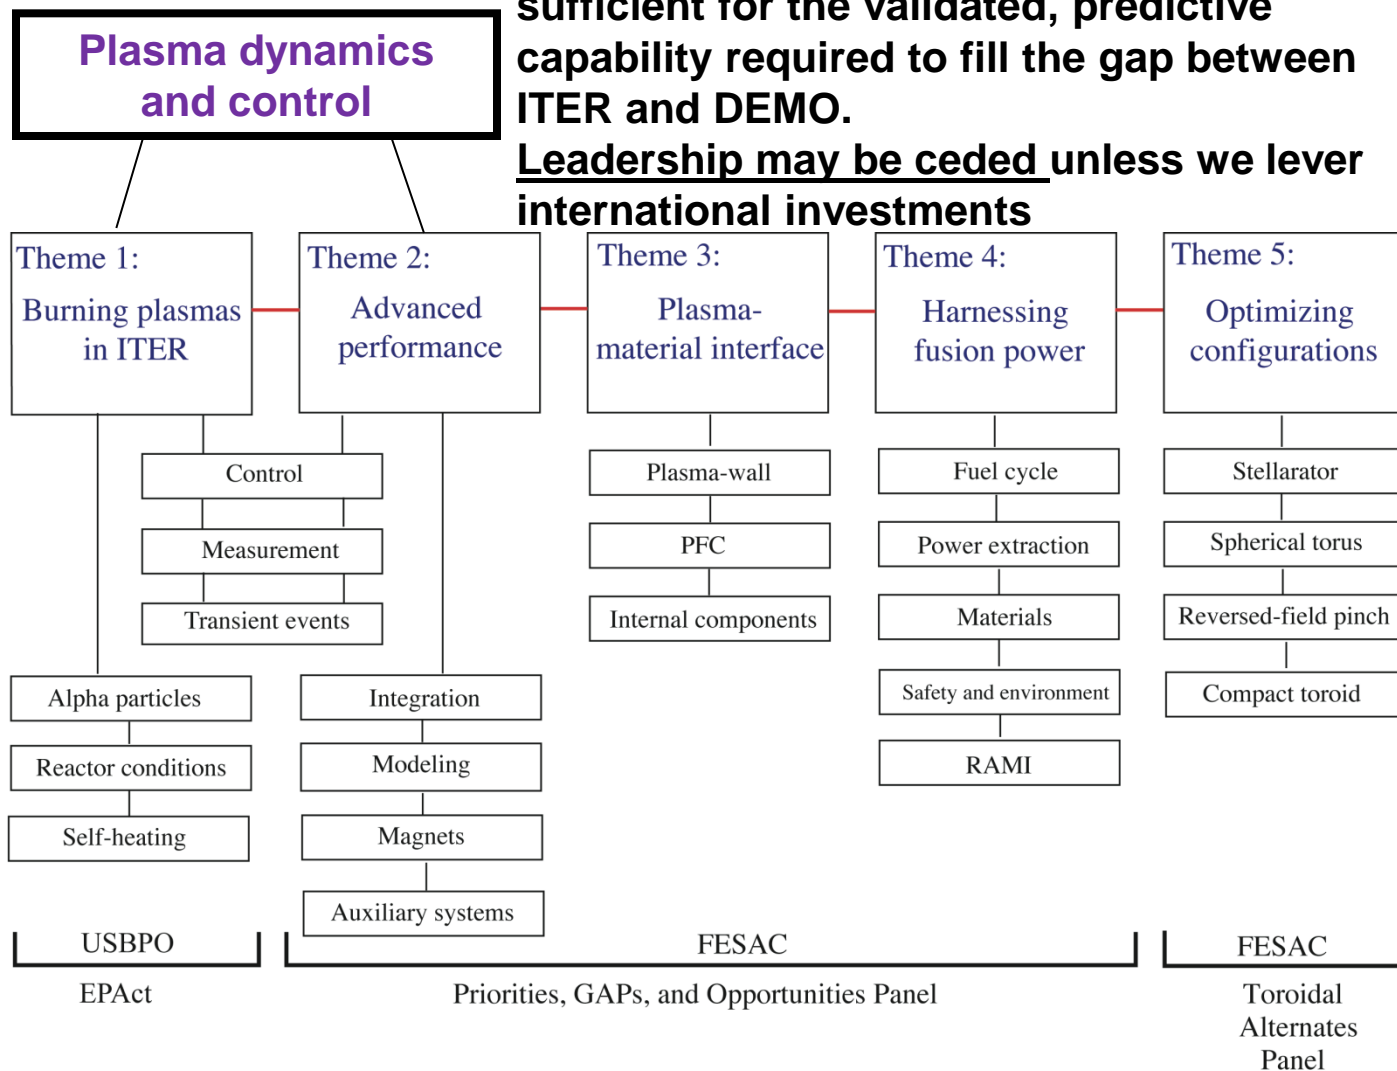 sufficient for the validated, predictive
capability required to fill the gap between
ITER and DEMO.
Leadership may be ceded unless we lever
international investments
Plasma dynamics
and control
Theme 1:
Burning plasmas
in ITER
Theme 2:
Advanced
performance
Theme 3:
Plasma-
material interface
Theme 4:
Harnessing
fusion power
Theme 5:
Optimizing
configurations
Control
Measurement
Transient events
Alpha particles
Reactor conditions
Self-heating
Integration
Modeling
Magnets
Auxiliary systems
Plasma-wall
PFC
Internal components
Fuel cycle
Power extraction
Materials
Safety and environment
RAMI
Stellarator
Spherical torus
Reversed-field pinch
Compact toroid
USBPO
EPAct
FESAC
Priorities, GAPs, and Opportunities Panel
FESAC
Toroidal
Alternates
Panel